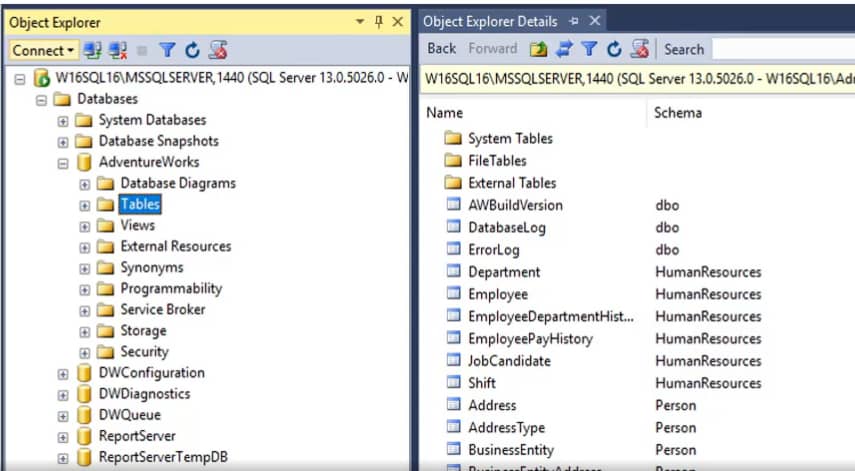 Object Explorer
Connect
W16SQL16\MSSQLSERVER,1440 (SQL Server 13.0.5026.0 - W
Databases
System Databases
Database Snapshots
AdventureWorks
Database Diagrams
Tables
Views
External Resources
Synonyms
Programmability
Service Broker
Storage
Security
DWConfiguration
DWDiagnostics
DWQueue
ReportServer
ReportServerTempDB
Object Explorer Details
Back Forward Search
W16SQL16\MSSQLSERVER,1440 (SQL Server 13.0.5026.0 - W16SQL16\Adm
Name Schema
System Tables
FileTables
External Tables
AWBuildVersion dbo
DatabaseLog dbo
ErrorLog dbo
Department HumanResources
Employee HumanResources
EmployeeDepartmentHist... HumanResources
EmployeePayHistory HumanResources
JobCandidate HumanResources
Shift HumanResources
Address Person
AddressType Person
BusinessEntity Person
BusinessEntityAddress Person